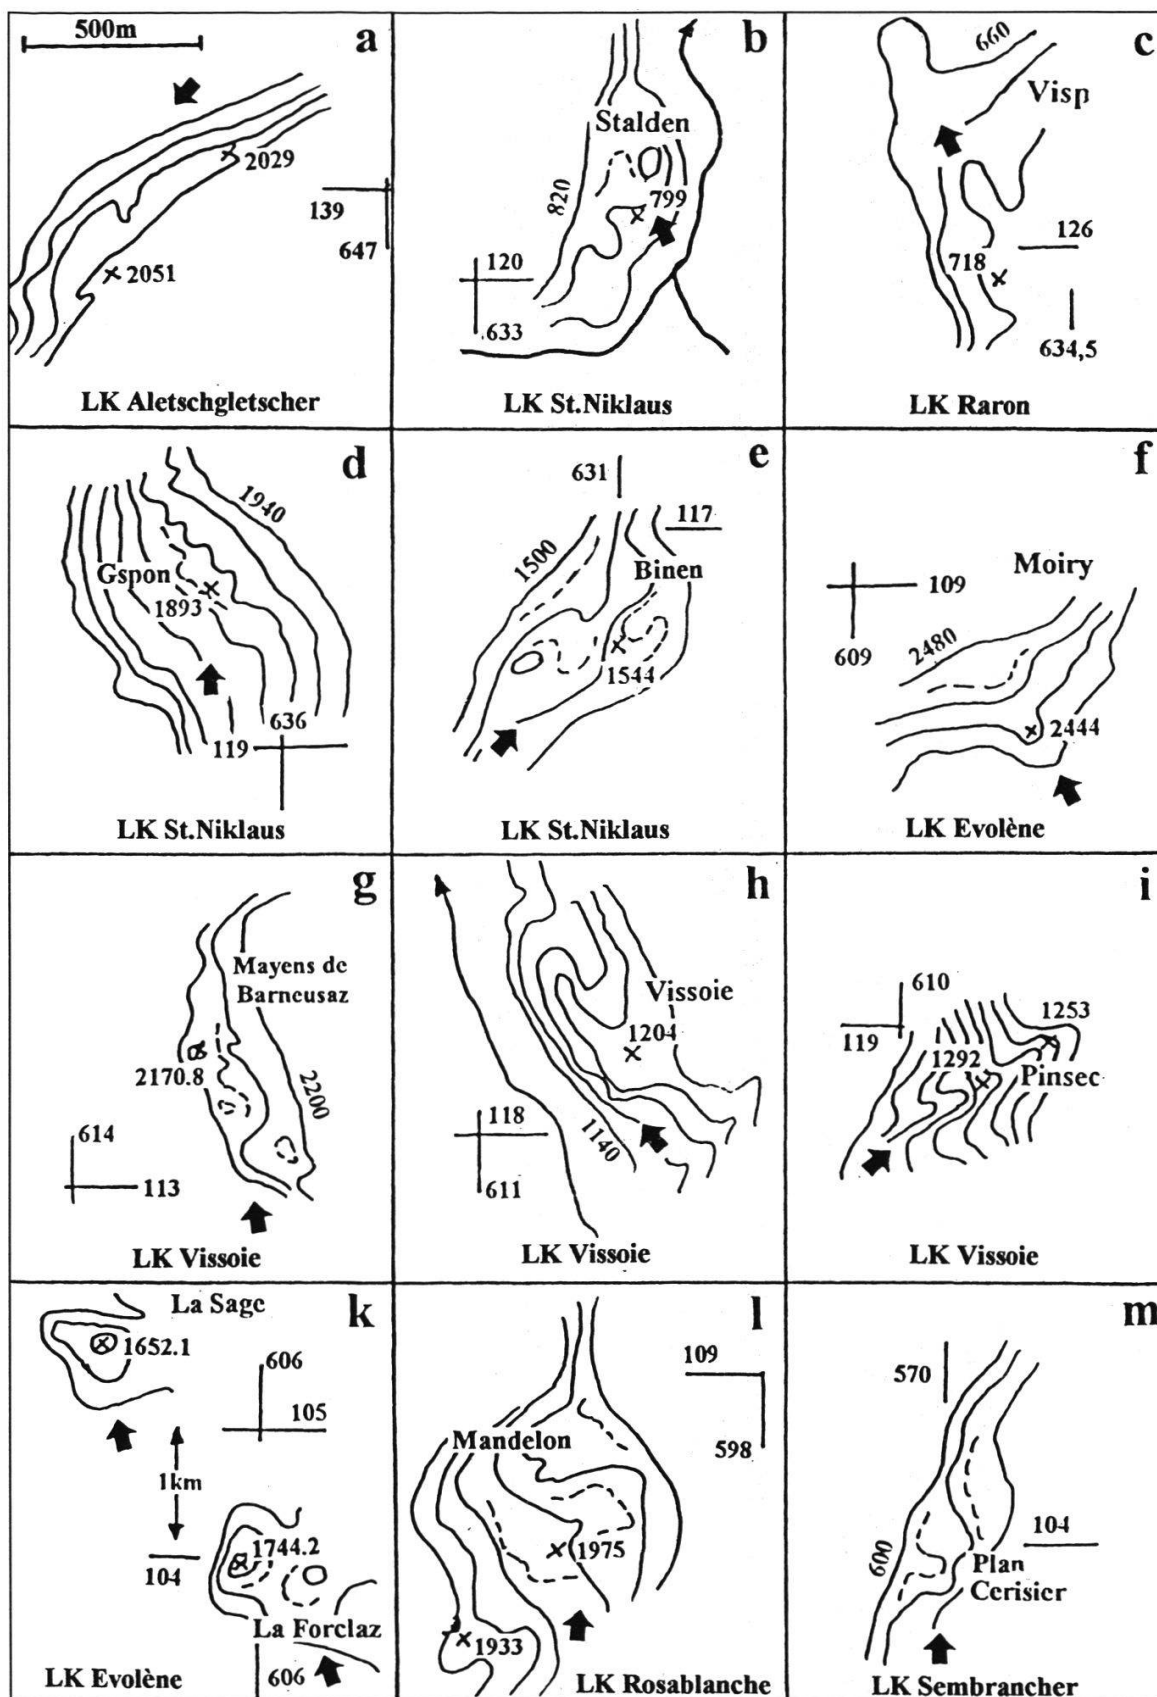 500m
a
2029
139
647
2051
LK Aletschgletscher
b
Stalden
820
799
120
633
LK St.Niklaus
c
660
Visp
126
718
634,5
LK Raron
d
1940
Gspon
1893
636
119
LK St.Niklaus
e
631
117
1500
Binen
1544
LK St.Niklaus
f
Moiry
109
609
2480
2444
LK Evolène
g
Mayens de
Barneusaz
2170.8
2200
614
113
LK Vissoie
h
Vissoie
1204
118
1140
611
LK Vissoie
i
610
1253
119
1292
Pinsec
LK Vissoie
La Sage
k
1652.1
606
105
1km
1744.2
104
La Forclaz
606
LK Evolène
l
109
Mandelon
598
1975
1933
LK Rosablanche
m
570
104
600
Plan
Cerisier
LK Sembrancher